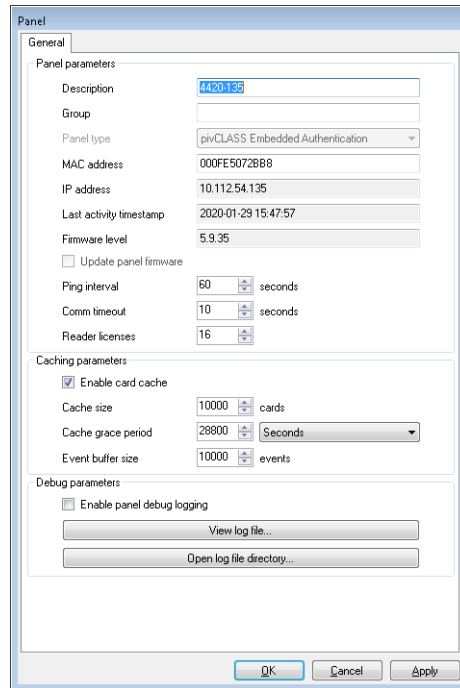 Panel
General
Panel parameters
Description 4420-135
Group
Panel type pivCLASS Embedded Authentication
MAC address 000FE5072BB8
IP address 10.112.54.135
Last activity timestamp 2020-01-29 15:47:57
Firmware level 5.9.35
Update panel firmware
Ping interval 60 seconds
Comm timeout 10 seconds
Reader licenses 16
Caching parameters
Enable card cache
Cache size 10000 cards
Cache grace period 28800 Seconds
Event buffer size 10000 events
Debug parameters
Enable panel debug logging
View log file...
Open log file directory...
OK Cancel Apply